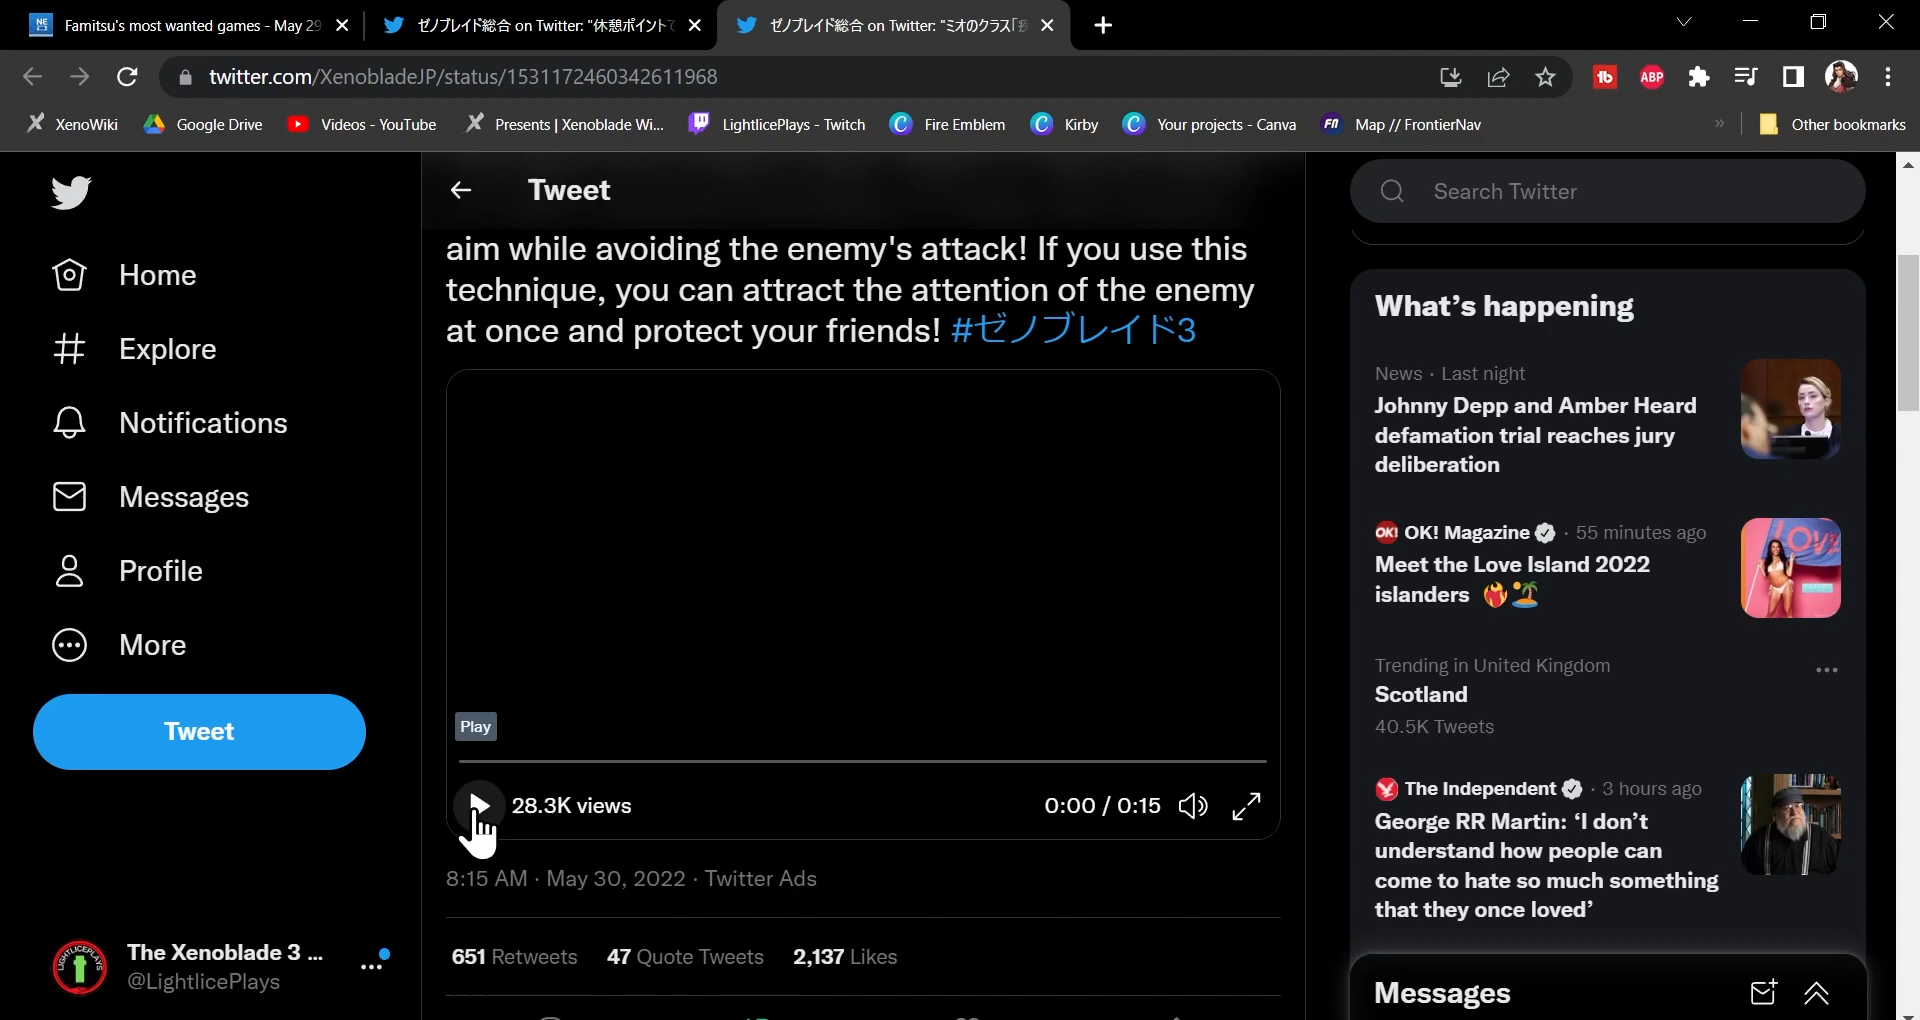 Famitsu's most wanted games - May 29
ゼノブレイド総合 on Twitter: "休憩ポイントで
ゼノブレイド総合 on Twitter: "ミオのクラス「疾
twitter.com/XenobladeJP/status/1531172460342611968
XenoWiki
Google Drive
Videos - YouTube
Presents | Xenoblade Wi...
LightlicePlays - Twitch
Fire Emblem
Kirby
Your projects - Canva
FN
Map // FrontierNav
»
Other bookmarks
ABP
Tweet
Search Twitter
Home
Explore
Notifications
Messages
Profile
More
Tweet
The Xenoblade 3 ...
@LightlicePlays
aim while avoiding the enemy's attack! If you use this
technique, you can attract the attention of the enemy
at once and protect your friends! #ゼノブレイド3
Play
28.3K views
0:00 / 0:15
8:15 AM · May 30, 2022 · Twitter Ads
651 Retweets 47 Quote Tweets 2,137 Likes
What's happening
News · Last night
Johnny Depp and Amber Heard
defamation trial reaches jury
deliberation
OK! OK! Magazine · 55 minutes ago
Meet the Love Island 2022
islanders 🔥🏝️
Trending in United Kingdom
Scotland
40.5K Tweets
The Independent · 3 hours ago
George RR Martin: 'I don't
understand how people can
come to hate so much something
that they once loved'
Messages